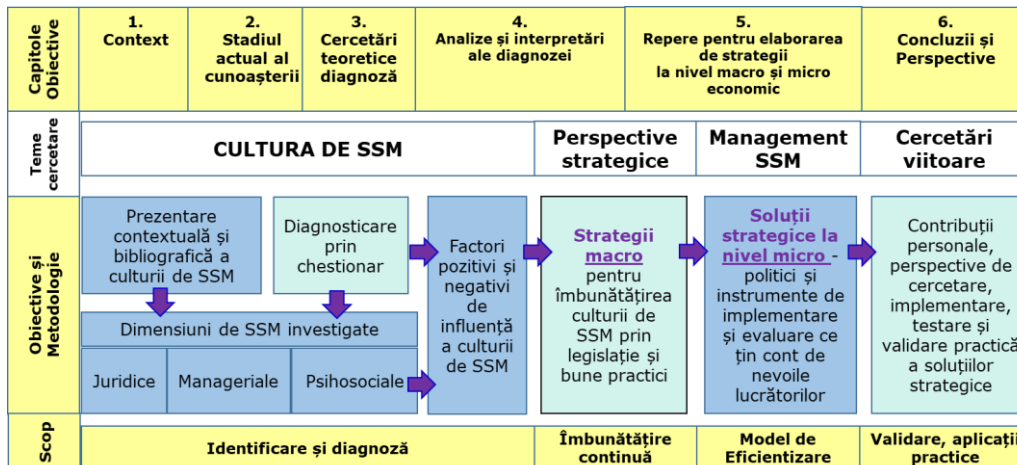 Capitole
Obiective
1.
Context
2.
Stadiul
actual al
cunoașterii
3.
Cercetări
teoretice
diagnoză
4.
Analize și interpretări
ale diagnozei
5.
Repere pentru elaborarea
de strategii
la nivel macro și micro
economic
6.
Concluzii și
Perspective
Teme
cercetare
CULTURA DE SSM
Perspective
strategice
Management
SSM
Cercetări
viitoare
Obiective și
Metodologie
Prezentare
contextuală și
bibliografică a
culturii de SSM
Diagnosticare
prin
chestionar
Dimensiuni de SSM investigate
Juridice
Manageriale
Psihosociale
Factori
pozitivi și
negativi de
influență
a culturii
de SSM
Strategii
macro
pentru
îmbunătățirea
culturii de
SSM prin
legislație și
bune practici
Soluții
strategice la
nivel micro -
politici și
instrumente de
implementare
și evaluare ce
țin cont de
nevoile
lucrătorilor
Contribuții
personale,
perspective de
cercetare,
implementare,
testare și
validare practică
a soluțiilor
strategice
Scop
Identificare și diagnoză
Îmbunătățire
continuă
Model de
Eficientizare
Validare, aplicații
practice